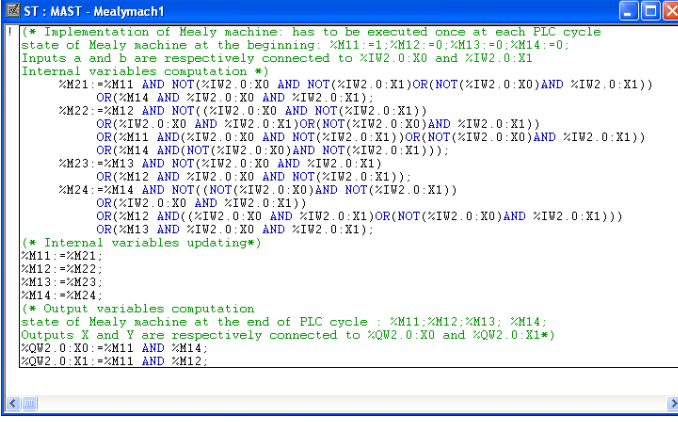 ST : MAST - Mealymach1
! (* Implementation of Mealy machine: has to be executed once at each PLC cycle
state of Mealy machine at the beginning: %M11:=1;%M12:=0;%M13:=0;%M14:=0;
Inputs a and b are respectively connected to %IW2.0:X0 and %IW2.0:X1
Internal variables computation *)
%M21:=%M11 AND NOT(%IW2.0:X0 AND NOT(%IW2.0:X1)OR(NOT(%IW2.0:X0)AND %IW2.0:X1))
OR(%M14 AND %IW2.0:X0 AND %IW2.0:X1);
%M22:=%M12 AND NOT((%IW2.0:X0 AND NOT(%IW2.0:X1))
OR(%IW2.0:X0 AND %IW2.0:X1)OR(NOT(%IW2.0:X0)AND %IW2.0:X1))
OR(%M11 AND(%IW2.0:X0 AND NOT(%IW2.0:X1))OR(NOT(%IW2.0:X0)AND %IW2.0:X1))
OR(%M14 AND(NOT(%IW2.0:X0)AND NOT(%IW2.0:X1)));
%M23:=%M13 AND NOT(%IW2.0:X0 AND %IW2.0:X1)
OR(%M12 AND %IW2.0:X0 AND NOT(%IW2.0:X1));
%M24:=%M14 AND NOT((NOT(%IW2.0:X0)AND NOT(%IW2.0:X1))
OR(%IW2.0:X0 AND %IW2.0:X1))
OR(%M12 AND((%IW2.0:X0 AND %IW2.0:X1)OR(NOT(%IW2.0:X0)AND %IW2.0:X1)))
OR(%M13 AND %IW2.0:X0 AND %IW2.0:X1);
(* Internal variables updating*)
%M11:=%M21;
%M12:=%M22;
%M13:=%M23;
%M14:=%M24;
(* Output variables computation
state of Mealy machine at the end of PLC cycle : %M11;%M12;%M13; %M14;
Outputs X and Y are respectively connected to %QW2.0:X0 and %QW2.0:X1*)
%QW2.0:X0:=%M11 AND %M14;
%QW2.0:X1:=%M11 AND %M12;